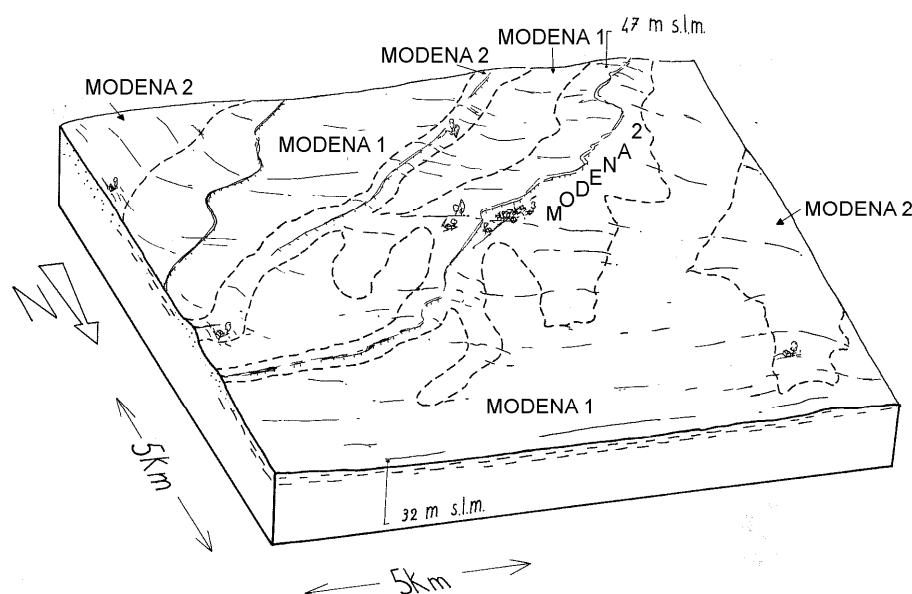 MODENA 1
47 m s.l.m.
MODENA 2
MODENA 2
MODENA 1
MODENA 2
MODENA 2
N
MODENA 1
5Km
32 m s.l.m.
5Km